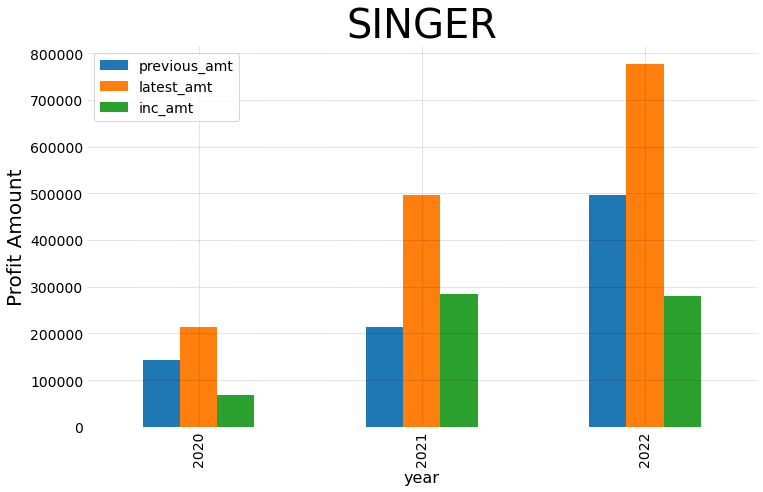 SINGER
previous_amt
latest_amt
inc_amt
Profit Amount
800000
700000
600000
500000
400000
300000
200000
100000
0
2020
2021
2022
year